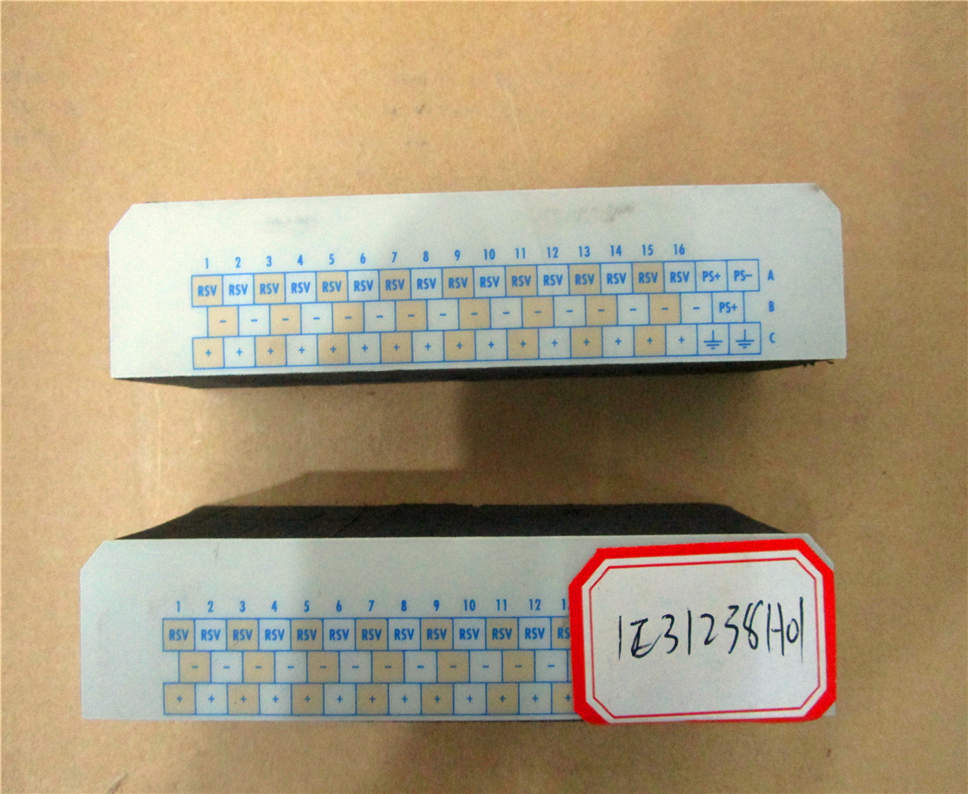 1 2 3 4 5 6 7 8 9 10 11 12 13 14 15 16
RSV RSV RSV RSV RSV RSV RSV RSV RSV RSV RSV RSV RSV RSV RSV RSV PS+ PS- A
- - - - - - - - - - - - - - - - PS+ B
+ + + + + + + + + + + + + + + + ⏚ ⏚ C
1 2 3 4 5 6 7 8 9 10 11 12
RSV RSV RSV RSV RSV RSV RSV RSV RSV RSV RSV RSV
- - - - - - - - - - - -
+ + + + + + + + + + + + +
1E31238H01